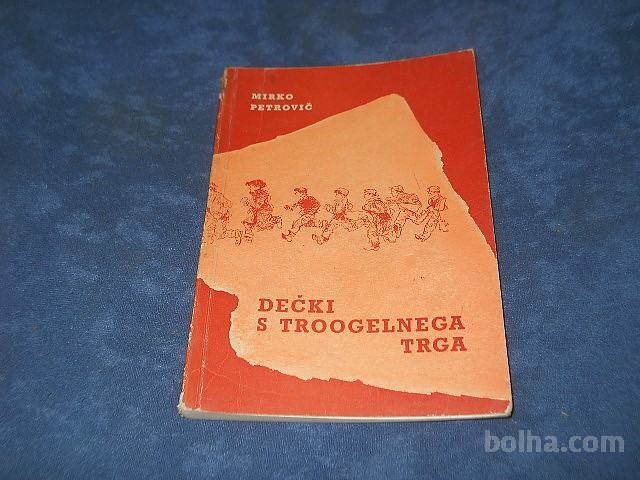 MIRKO
PETROVIČ
DEČKI
S TROOGELNEGA
TRGA
bolha.com